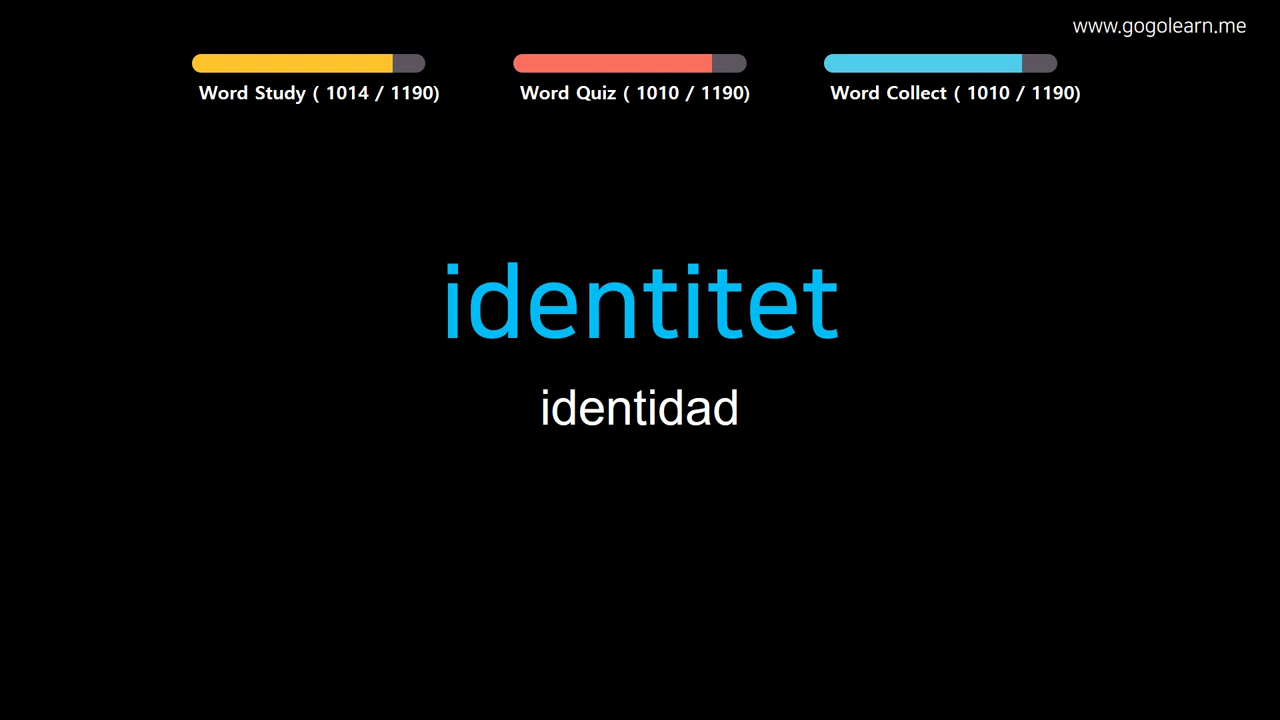 www.gogolearn.me
Word Study ( 1014 / 1190)
Word Quiz ( 1010 / 1190)
Word Collect ( 1010 / 1190)
identitet
identidad